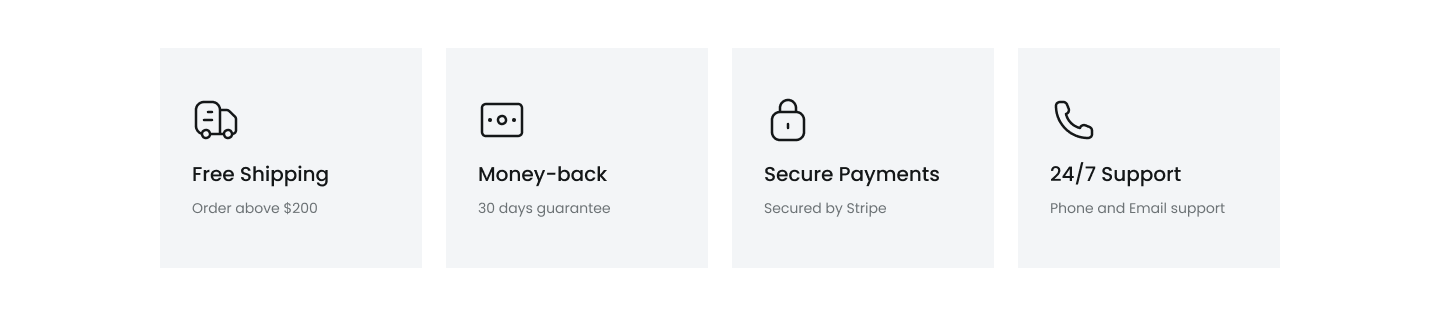 Free Shipping
Order above $200
Money-back
30 days guarantee
Secure Payments
Secured by Stripe
24/7 Support
Phone and Email support